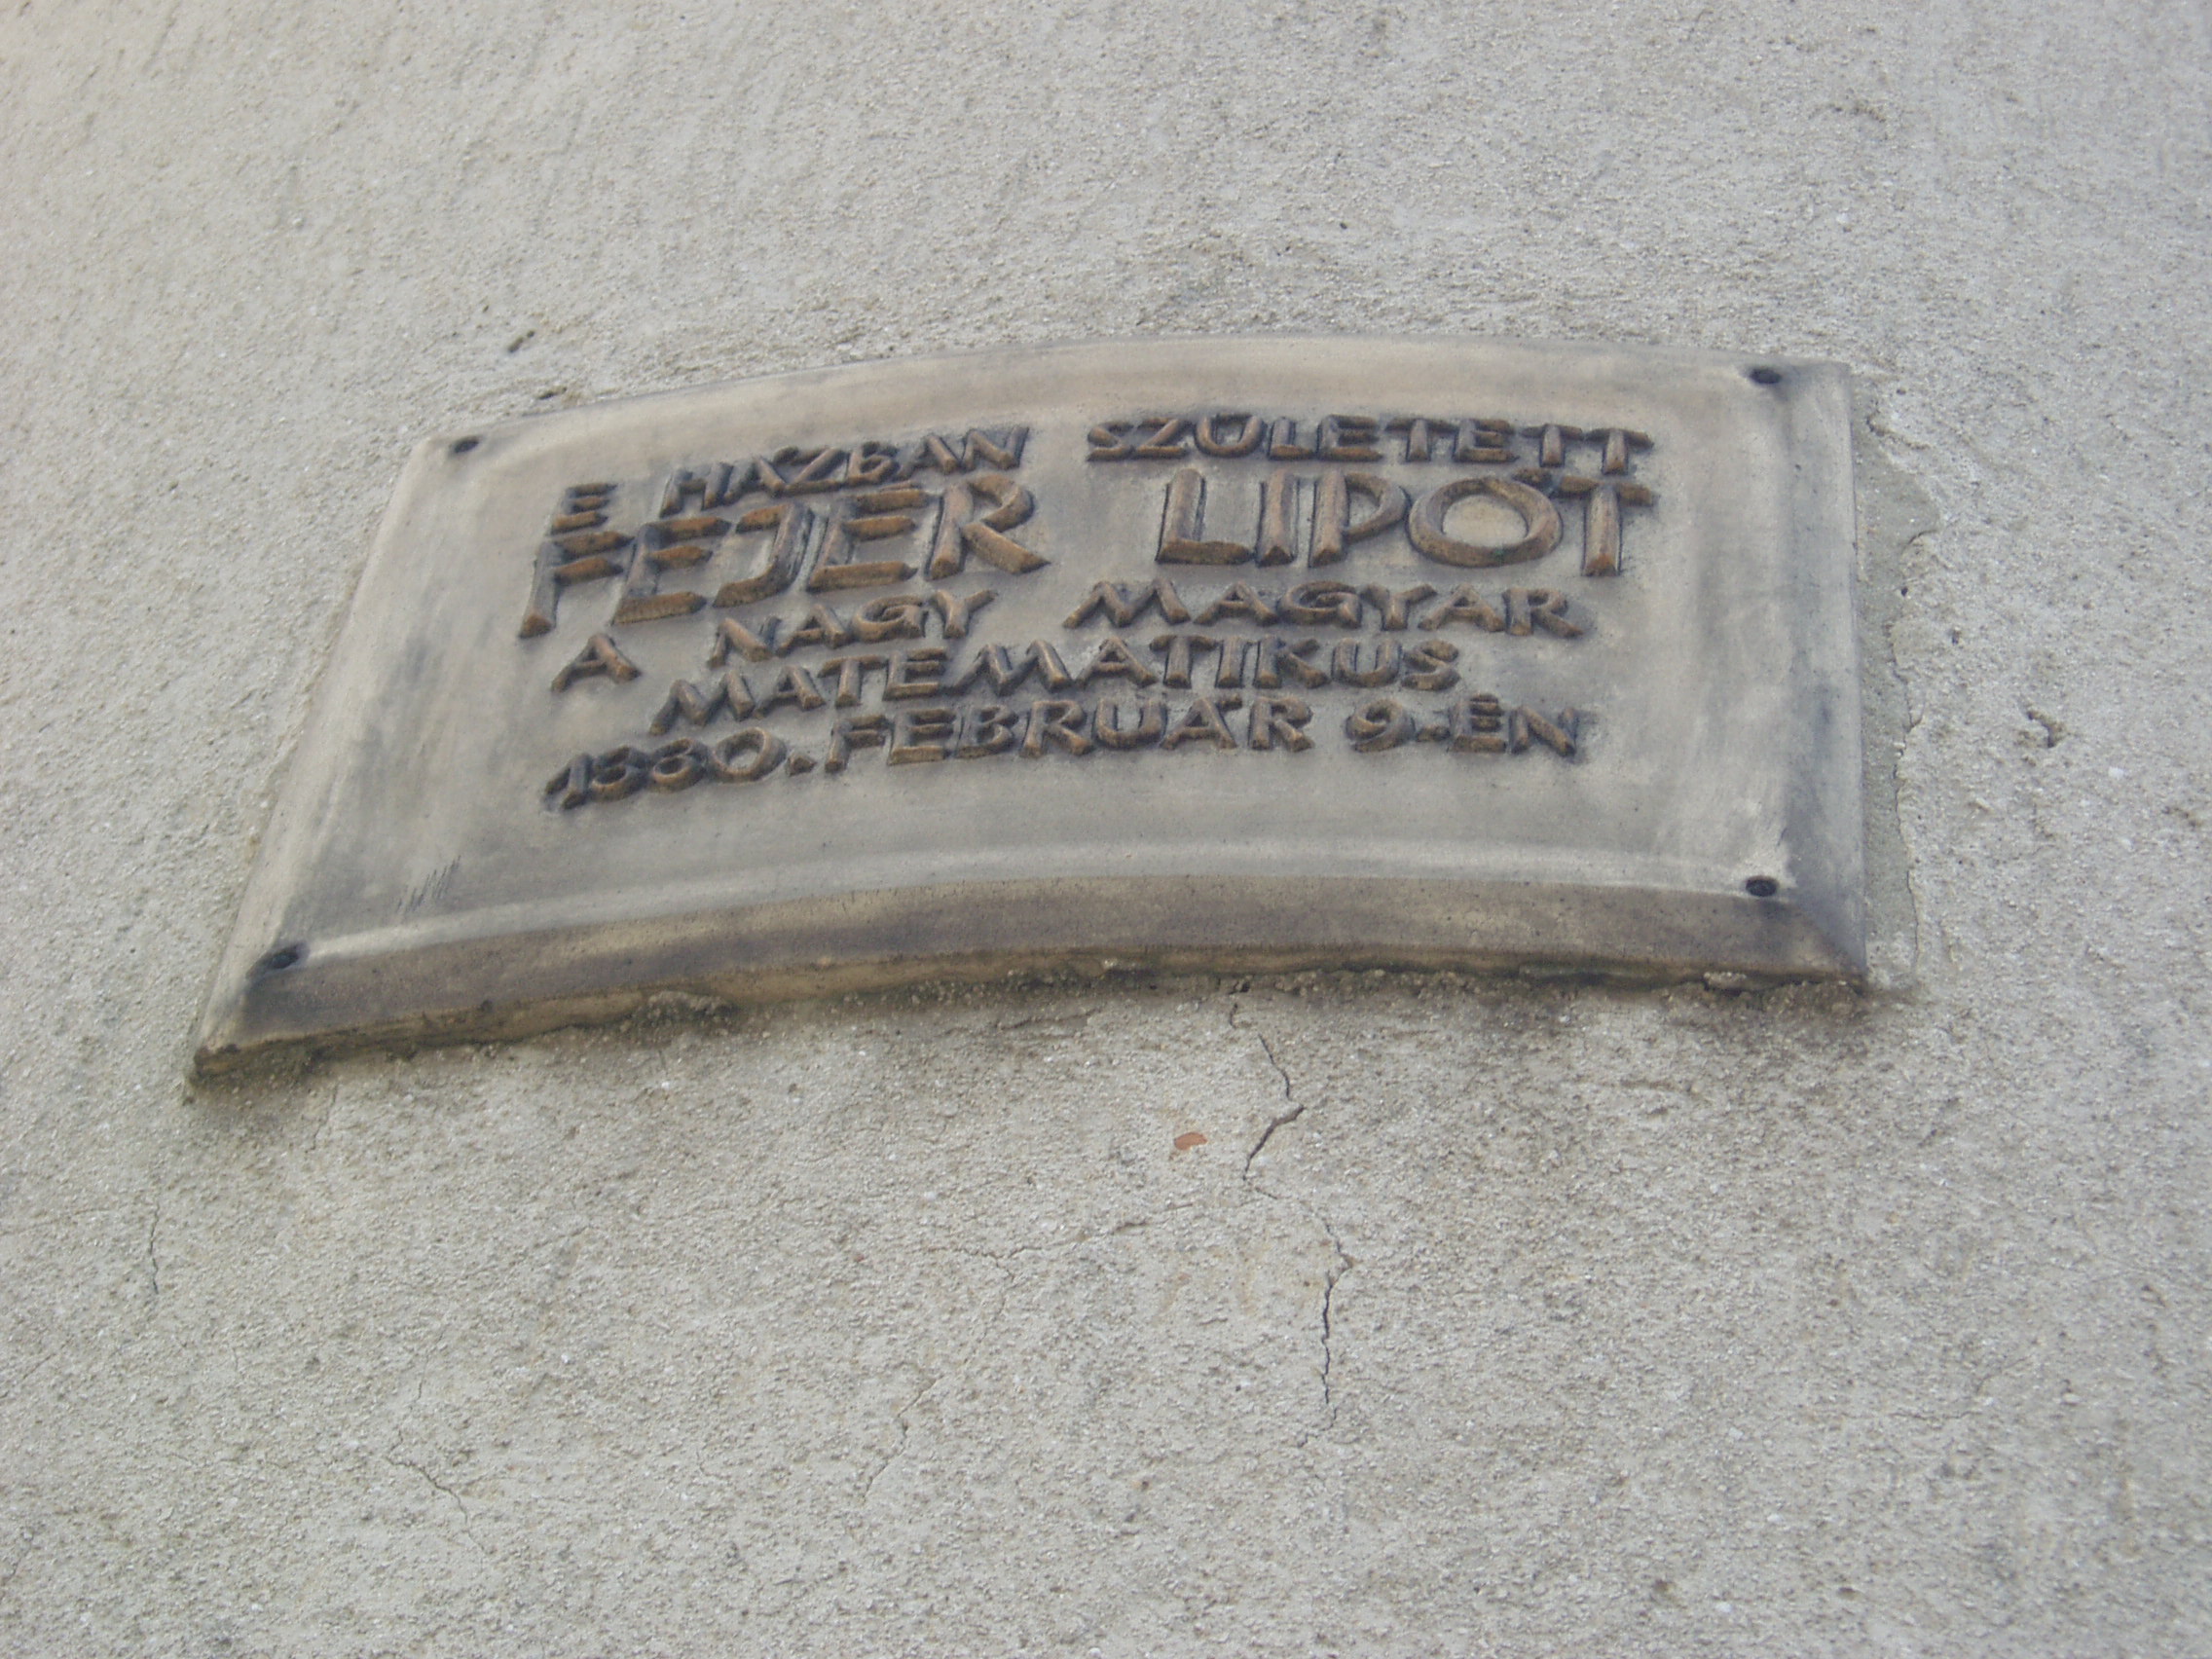 E HÁZBAN SZÜLETETT
FEJÉR LIPÓT
A NAGY MAGYAR
MATEMATIKUS
1880. FEBRUÁR 9.-ÉN